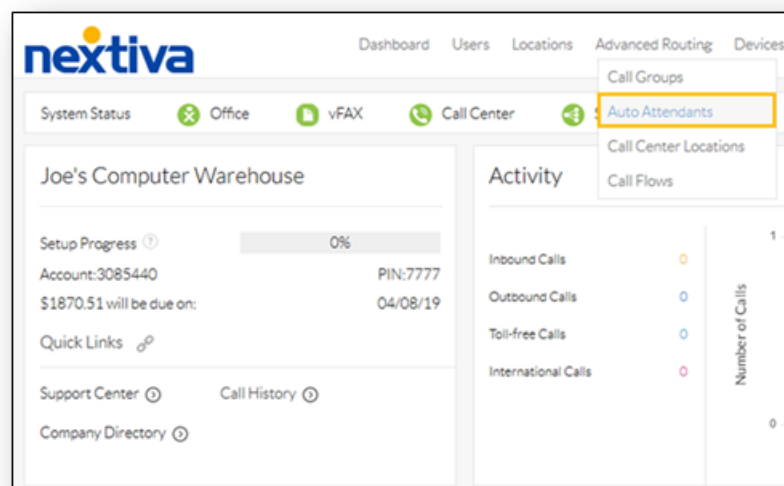 nextiva
Dashboard Users Locations Advanced Routing Devices
Call Groups
Auto Attendants
Call Center Locations
Call Flows
System Status Office vFAX Call Center
Joe's Computer Warehouse
Setup Progress ? 0%
Account:3085440 PIN:7777
$1870.51 will be due on: 04/08/19
Quick Links
Support Center Call History
Company Directory
Activity
Inbound Calls 0
Outbound Calls 0
Toll-free Calls 0
International Calls 0
Number of Calls
1
0